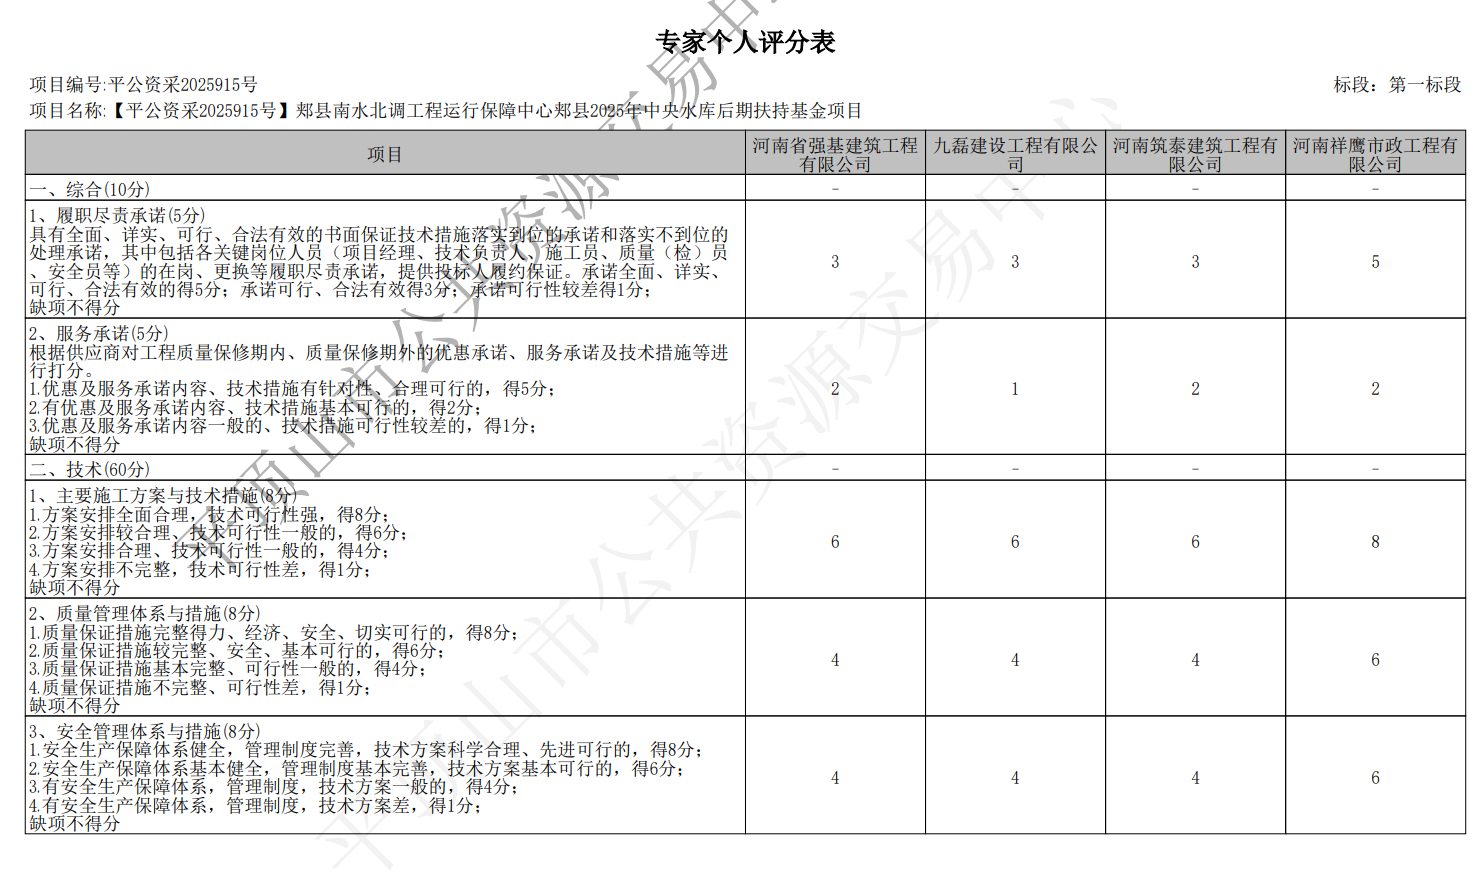 专家个人评分表
项目编号:平公资采2025915号
标段：第一标段
项目名称:【平公资采2025915号】郏县南水北调工程运行保障中心郏县2025年中央水库后期扶持基金项目
项目
河南省强基建筑工程
有限公司
九磊建设工程有限公
司
河南筑泰建筑工程有
限公司
河南祥鹰市政工程有
限公司
一、综合(10分)
-
-
-
-
1、履职尽责承诺(5分)
具有全面、详实、可行、合法有效的书面保证技术措施落实到位的承诺和落实不到位的
处理承诺，其中包括各关键岗位人员（项目经理、技术负责人、施工员、质量（检）员
、安全员等）的在岗、更换等履职尽责承诺，提供投标人履约保证。承诺全面、详实、
可行、合法有效的得5分；承诺可行、合法有效得3分；承诺可行性较差得1分；
缺项不得分
3
3
3
5
2、服务承诺(5分)
根据供应商对工程质量保修期内、质量保修期外的优惠承诺、服务承诺及技术措施等进
行打分。
1.优惠及服务承诺内容、技术措施有针对性、合理可行的，得5分；
2.有优惠及服务承诺内容、技术措施基本可行的，得2分；
3.优惠及服务承诺内容一般的、技术措施可行性较差的，得1分；
缺项不得分
2
1
2
2
二、技术(60分)
-
-
-
-
1、主要施工方案与技术措施(8分)
1.方案安排全面合理，技术可行性强，得8分；
2.方案安排较合理、技术可行性一般的，得6分；
3.方案安排合理、技术可行性一般的，得4分；
4.方案安排不完整，技术可行性差，得1分；
缺项不得分
6
6
6
8
2、质量管理体系与措施(8分)
1.质量保证措施完整得力、经济、安全、切实可行的，得8分；
2.质量保证措施较完整、安全、基本可行的，得6分；
3.质量保证措施基本完整、可行性一般的，得4分；
4.质量保证措施不完整、可行性差，得1分；
缺项不得分
4
4
4
6
3、安全管理体系与措施(8分)
1.安全生产保障体系健全，管理制度完善，技术方案科学合理、先进可行的，得8分；
2.安全生产保障体系基本健全，管理制度基本完善，技术方案基本可行的，得6分；
3.有安全生产保障体系，管理制度，技术方案一般的，得4分；
4.有安全生产保障体系，管理制度，技术方案差，得1分；
缺项不得分
4
4
4
6
平顶山市公共资源交易中
平顶山市公共资源交易中心